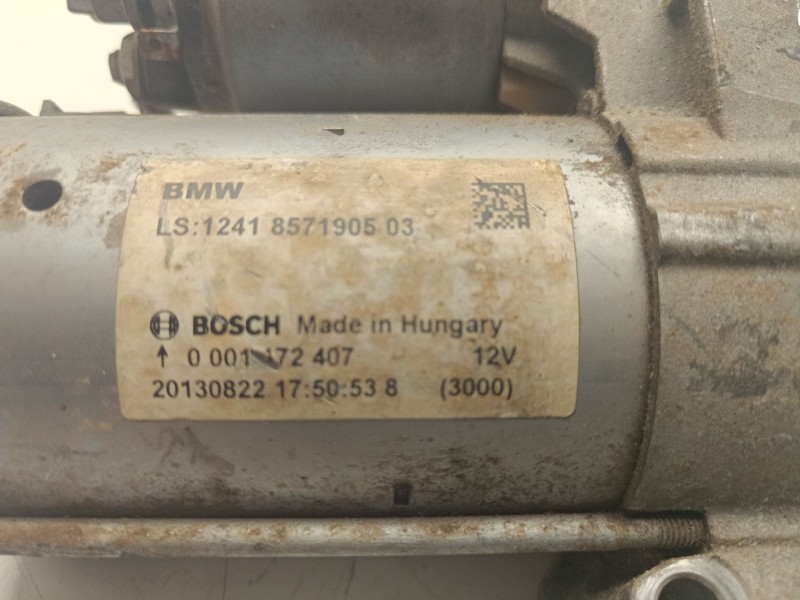 BMW
LS:1241 8571905 03
BOSCH Made in Hungary
↑ 0 001 172 407 12V
20130822 17:50:53 8 (3000)